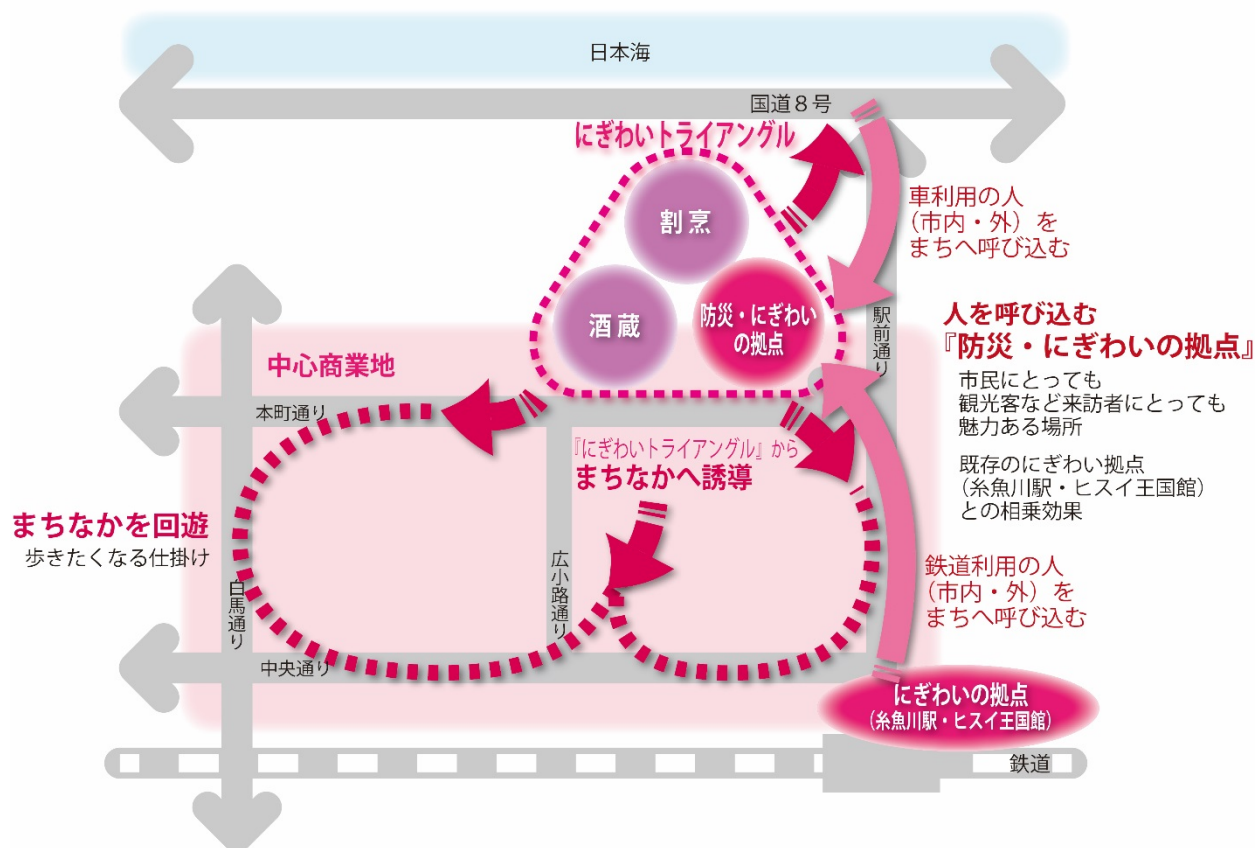 日本海
国道８号
にぎわいトライアングル
割烹
酒蔵
防災・にぎわい
の拠点
車利用の人
（市内・外）を
まちへ呼び込む
駅前通り
人を呼び込む
『防災・にぎわいの拠点』
市民にとっても
観光客など来訪者にとっても
魅力ある場所
既存のにぎわい拠点
（糸魚川駅・ヒスイ王国館）
との相乗効果
中心商業地
本町通り
『にぎわいトライアングル』から
まちなかへ誘導
まちなかを回遊
歩きたくなる仕掛け
白馬通り
広小路通り
中央通り
鉄道利用の人
（市内・外）を
まちへ呼び込む
にぎわいの拠点
（糸魚川駅・ヒスイ王国館）
鉄道